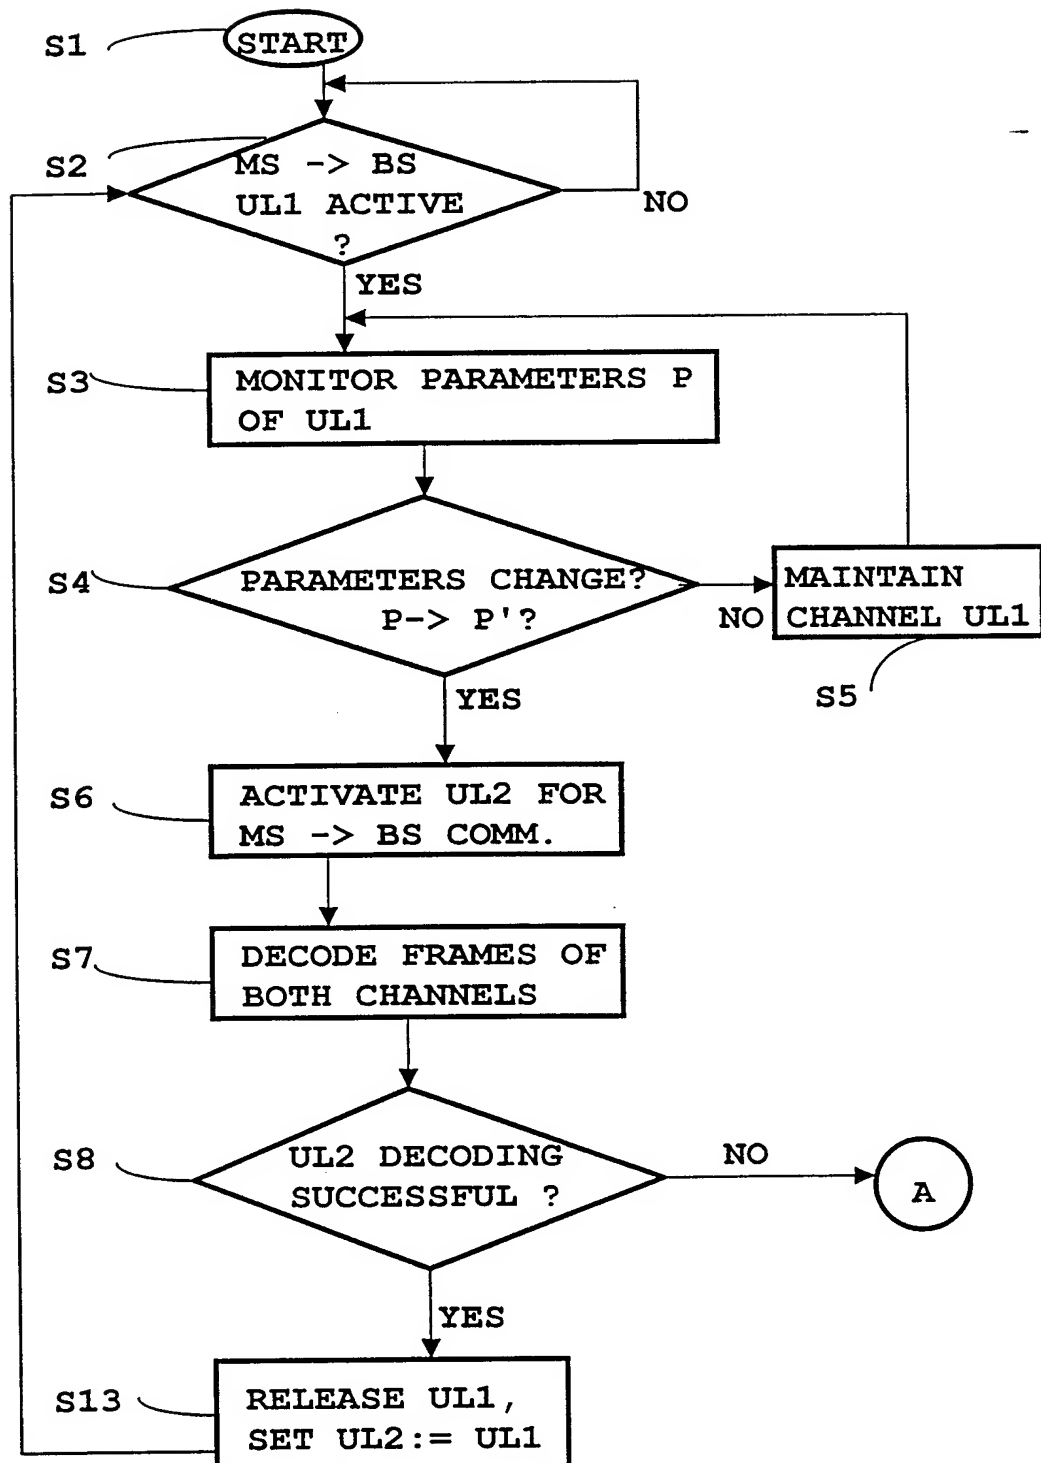 S1
START
S2
MS -> BS
UL1 ACTIVE
?
NO
YES
S3
MONITOR PARAMETERS P
OF UL1
S4
PARAMETERS CHANGE?
P-> P'?
NO
MAINTAIN
CHANNEL UL1
S5
YES
S6
ACTIVATE UL2 FOR
MS -> BS COMM.
S7
DECODE FRAMES OF
BOTH CHANNELS
S8
UL2 DECODING
SUCCESSFUL ?
NO
A
YES
S13
RELEASE UL1,
SET UL2:= UL1